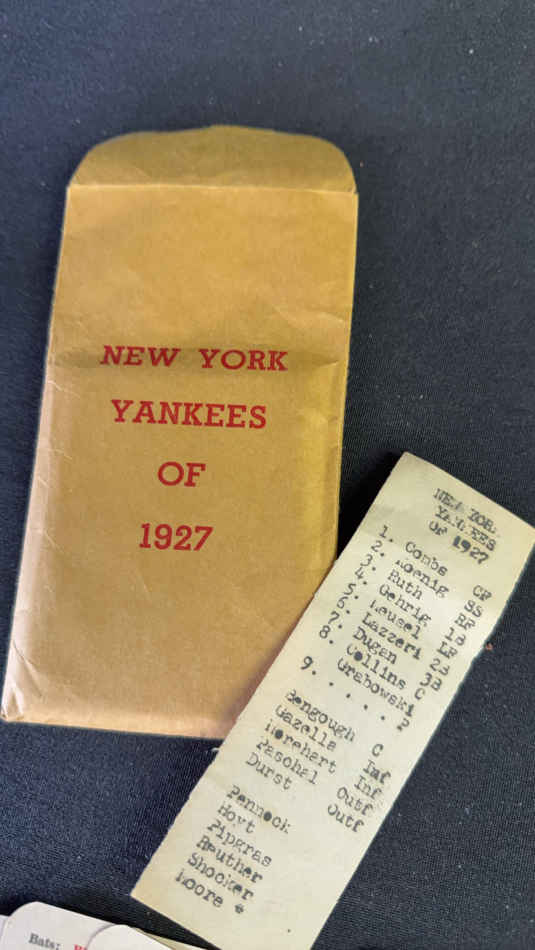 NEW YORK
YANKEES
OF
1927
NEW YORK
YANKEES
OF 1927
1. Combs CF
2. Koenig SS
3. Ruth RF
4. Gehrig 1B
5. Meusel LF
6. Lazzeri 2B
7. Dugan 3B
8. Collins C
Grabowski
9. . . . . . P
Bengough C
Gazella Inf
Morehart Inf
Paschal Outf
Durst Outf
Pennock
Hoyt
Pipgras
Reuther
Shocker
Moore
Bats: